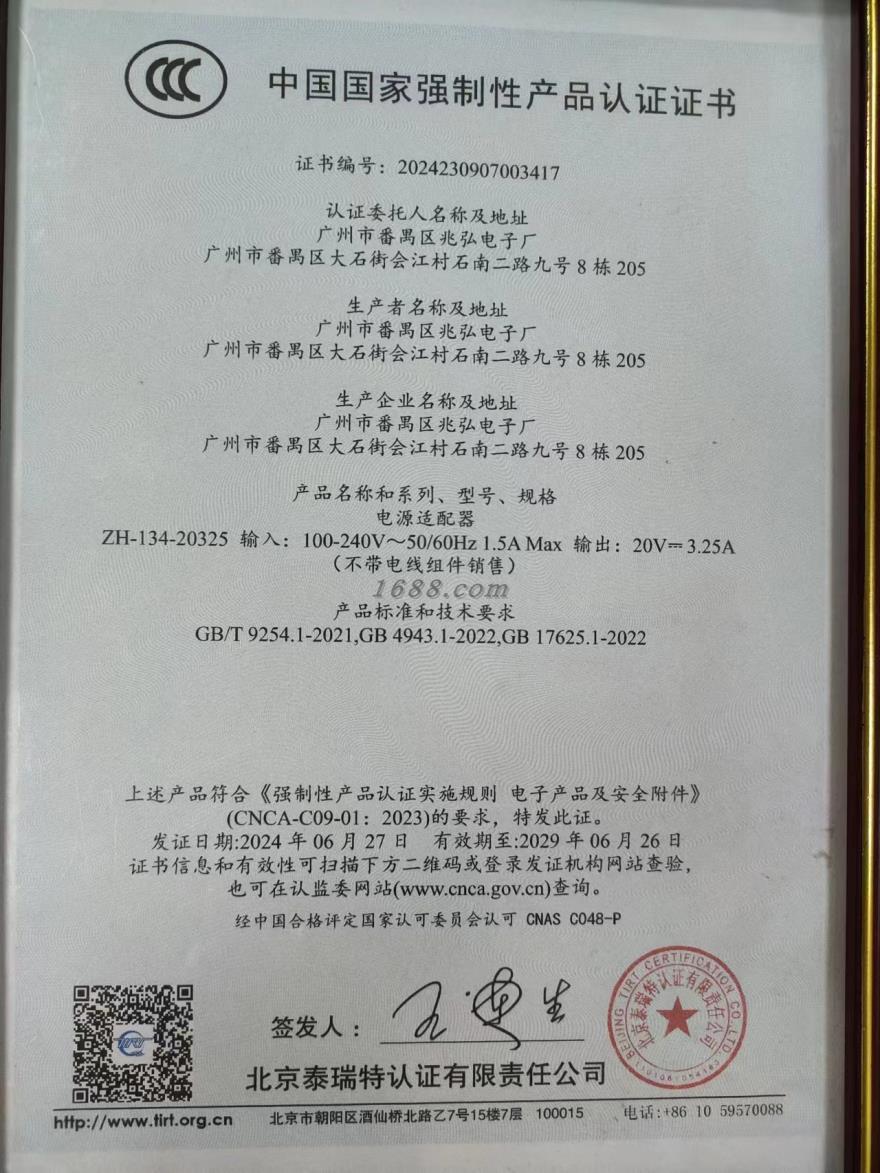 CCC
中国国家强制性产品认证证书
证书编号：2024230907003417
认证委托人名称及地址
广州市番禺区兆弘电子厂
广州市番禺区大石街会江村石南二路九号 8 栋 205
生产者名称及地址
广州市番禺区兆弘电子厂
广州市番禺区大石街会江村石南二路九号 8 栋 205
生产企业名称及地址
广州市番禺区兆弘电子厂
广州市番禺区大石街会江村石南二路九号 8 栋 205
产品名称和系列、型号、规格
电源适配器
ZH-134-20325 输入：100-240V～50/60Hz 1.5A Max 输出：20V⎓3.25A
（不带电线组件销售）
1688.com
产品标准和技术要求
GB/T 9254.1-2021,GB 4943.1-2022,GB 17625.1-2022
上述产品符合《强制性产品认证实施规则 电子产品及安全附件》
(CNCA-C09-01：2023)的要求，特发此证。
发证日期:2024 年 06 月 27 日 有效期至:2029 年 06 月 26 日
证书信息和有效性可扫描下方二维码或登录发证机构网站查验，
也可在认监委网站(www.cnca.gov.cn)查询。
经中国合格评定国家认可委员会认可 CNAS C048-P
签发人：
北京泰瑞特认证有限责任公司
BEIJING TIRT CERTIFICATION CO.,LTD.
北京泰瑞特认证有限责任公司
http://www.tirt.org.cn
北京市朝阳区酒仙桥北路乙7号15楼7层 100015
电话:+86 10 59570088